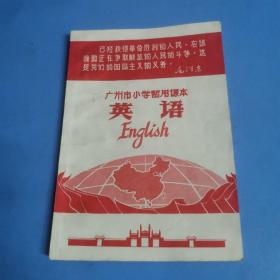 已经获得革命胜利的人民，应该
援助正在争取解放的人民的斗争，这
是我们的国际主义的义务。
毛泽东
广州市小学暂用课本
英语
English